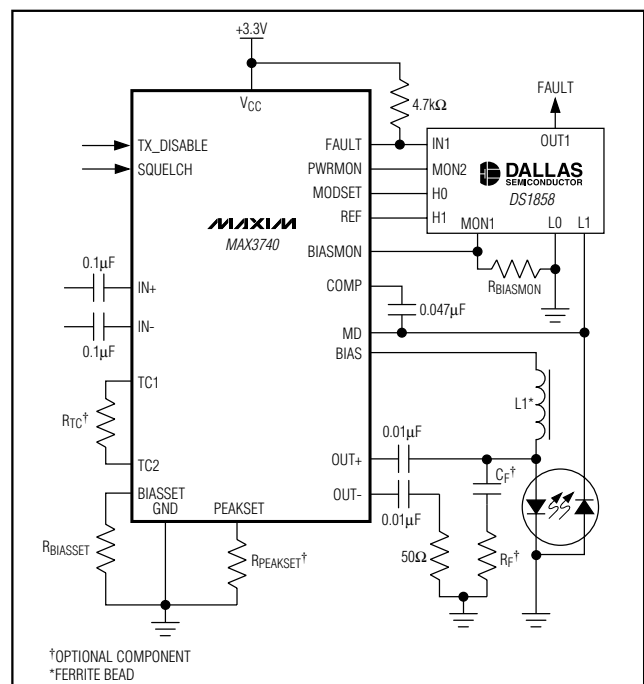 +3.3V
VCC
4.7kΩ
FAULT
TX_DISABLE
SQUELCH
FAULT
PWRMON
MODSET
REF
BIASMON
COMP
MD
BIAS
IN1
MON2
H0
H1
OUT1
DALLAS
SEMICONDUCTOR
DS1858
MON1
L0
L1
MAXIM
MAX3740
RBIASMON
0.047µF
0.1µF
IN+
IN-
0.1µF
TC1
RTC†
TC2
BIASSET
GND
PEAKSET
RBIASSET
RPEAKSET†
OUT+
OUT-
0.01µF
0.01µF
50Ω
CF†
RF†
L1*
†OPTIONAL COMPONENT
*FERRITE BEAD